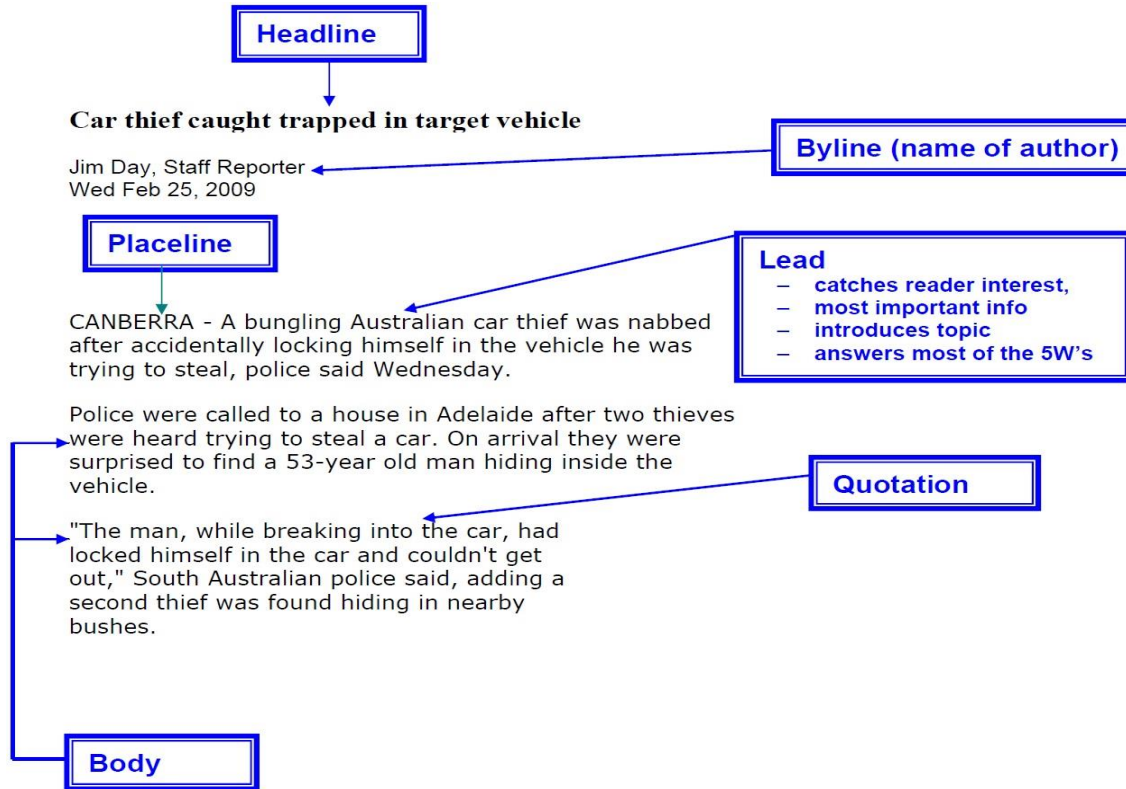 Headline
Car thief caught trapped in target vehicle
Byline (name of author)
Jim Day, Staff Reporter
Wed Feb 25, 2009
Placeline
Lead
– catches reader interest,
– most important info
– introduces topic
– answers most of the 5W's
CANBERRA - A bungling Australian car thief was nabbed
after accidentally locking himself in the vehicle he was
trying to steal, police said Wednesday.
Police were called to a house in Adelaide after two thieves
were heard trying to steal a car. On arrival they were
surprised to find a 53-year old man hiding inside the
vehicle.
Quotation
"The man, while breaking into the car, had
locked himself in the car and couldn't get
out," South Australian police said, adding a
second thief was found hiding in nearby
bushes.
Body